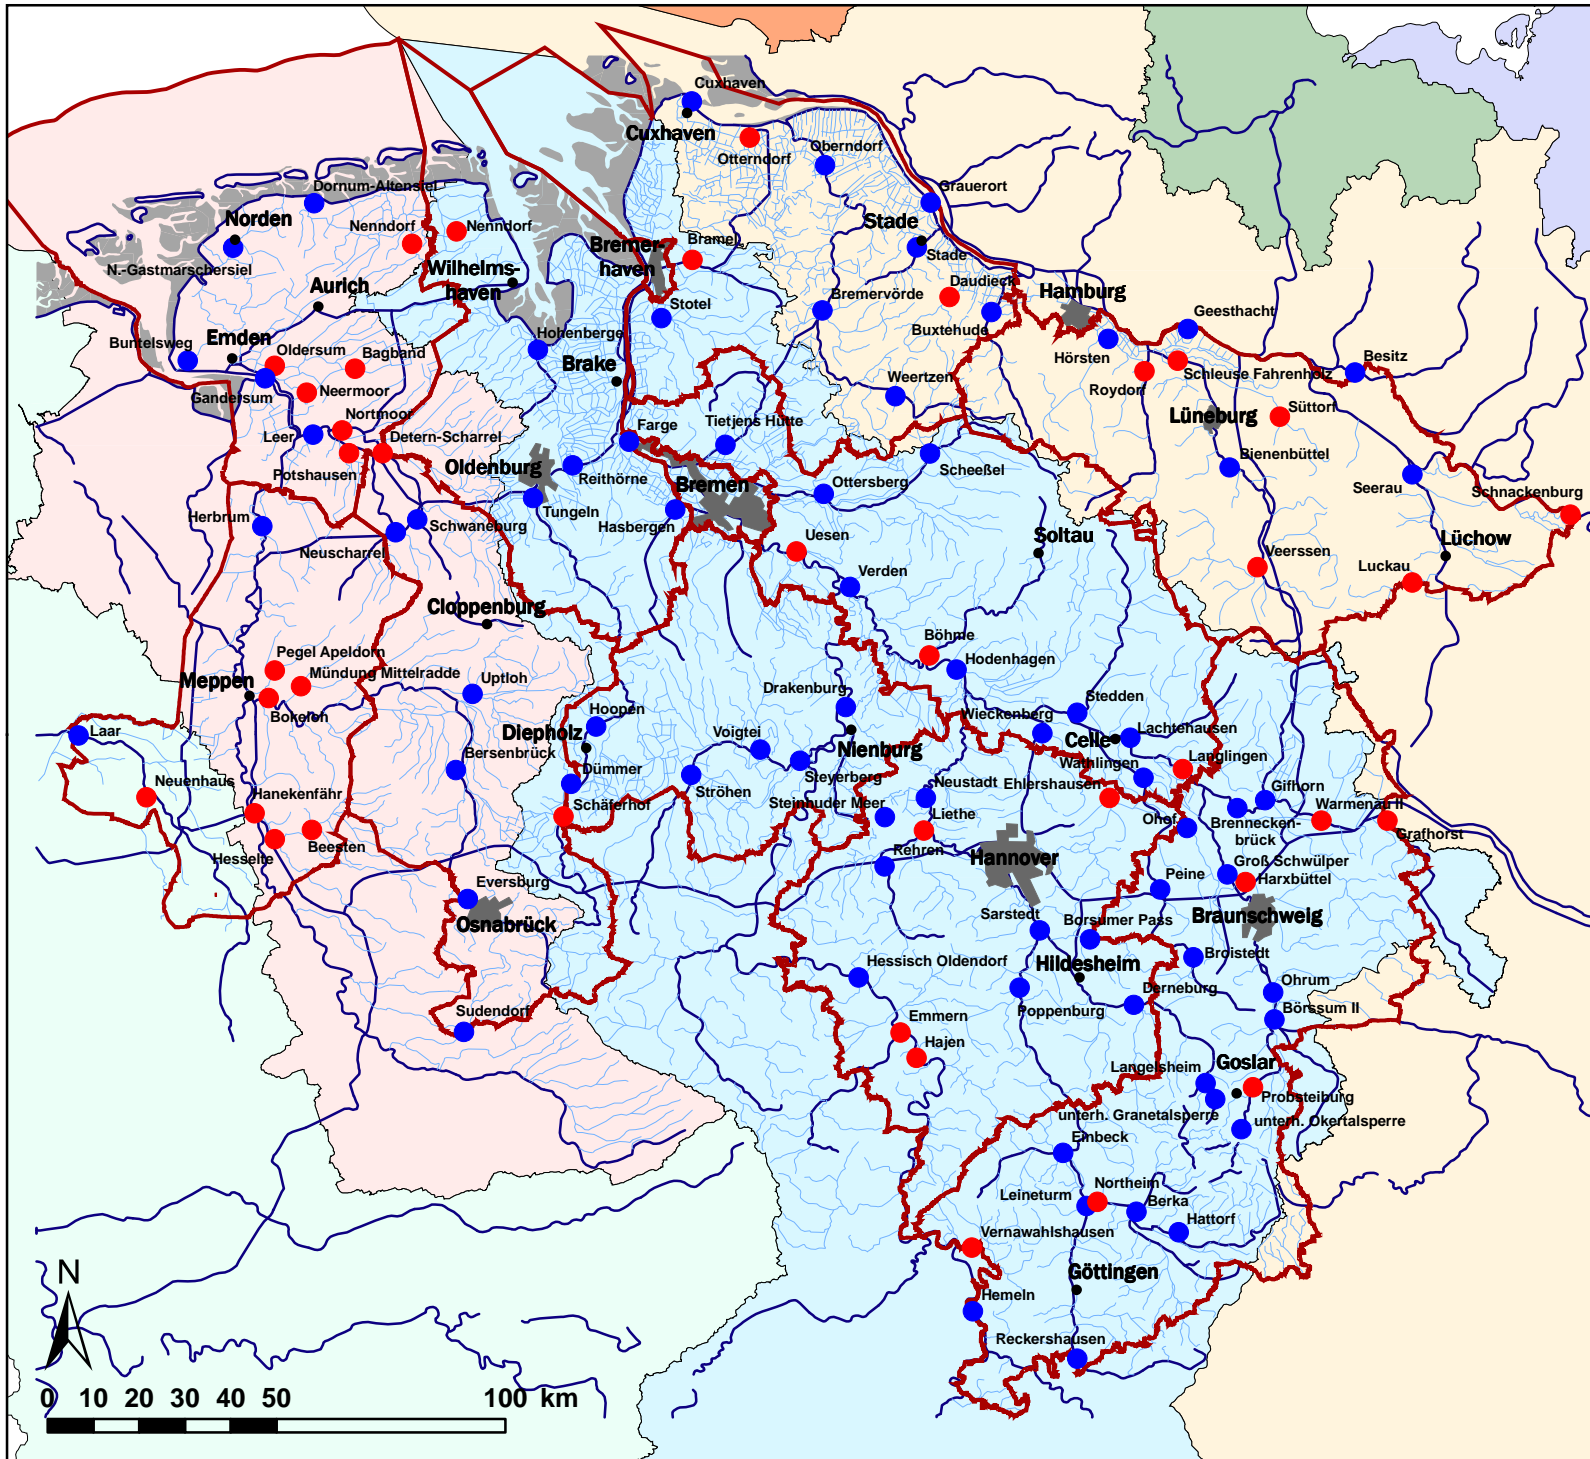 Cuxhaven
Cuxhaven
Otterndorf
Oberndorf
Dornum-Altensiel
Grauerort
Norden
Nenndorf
Nenndorf
Stade
Bremer-
haven
Bramel
Stade
N.-Gastmarschersiel
Wilhelms-
haven
Aurich
Daudieck
Hamburg
Stotel
Bremervörde
Buxtehude
Geesthacht
Emden
Buntelsweg
Oldersum
Bagband
Hohenberge
Brake
Hörsten
Besitz
Schleuse Fahrenholz
Roydorf
Gandersum
Neermoor
Weertzen
Nortmoor
Lüneburg
Süttorf
Leer
Detern-Scharrel
Farge
Tietjens Hütte
Potshausen
Oldenburg
Reithörne
Bremen
Scheeßel
Bienenbüttel
Ottersberg
Seerau
Schnackenburg
Herbrum
Schwaneburg
Tungeln
Hasbergen
Neuscharrel
Uesen
Soltau
Lüchow
Verden
Veerssen
Luckau
Cloppenburg
Böhme
Pegel Apeldorn
Mündung Mittelradde
Hodenhagen
Meppen
Uptloh
Drakenburg
Bokeloh
Stedden
Hoopen
Wieckenberg
Laar
Diepholz
Voigtei
Lachtehausen
Celle
Nienburg
Bersenbrück
Langlingen
Wathlingen
Dümmer
Steyerberg
Neuenhaus
Ströhen
Neustadt
Ehlershausen
Gifhorn
Hanekenfähr
Schäferhof
Steinhuder Meer
Warmenau II
Liethe
Ohof
Brennecken-
brück
Grafhorst
Hesselte
Beesten
Rehren
Hannover
Groß Schwülper
Peine
Harxbüttel
Eversburg
Osnabrück
Sarstedt
Borsumer Pass
Braunschweig
Hessisch Oldendorf
Hildesheim
Broistedt
Ohrum
Derneburg
Sudendorf
Poppenburg
Börssum II
Emmern
Hajen
Langelsheim
Goslar
Probsteiburg
unterh. Granetalsperre
unterh. Okertalsperre
Einbeck
Northeim
Leineturm
Berka
Hattorf
Vernawahlshausen
Göttingen
N
Hemeln
Reckershausen
0 10 20 30 40 50 100 km